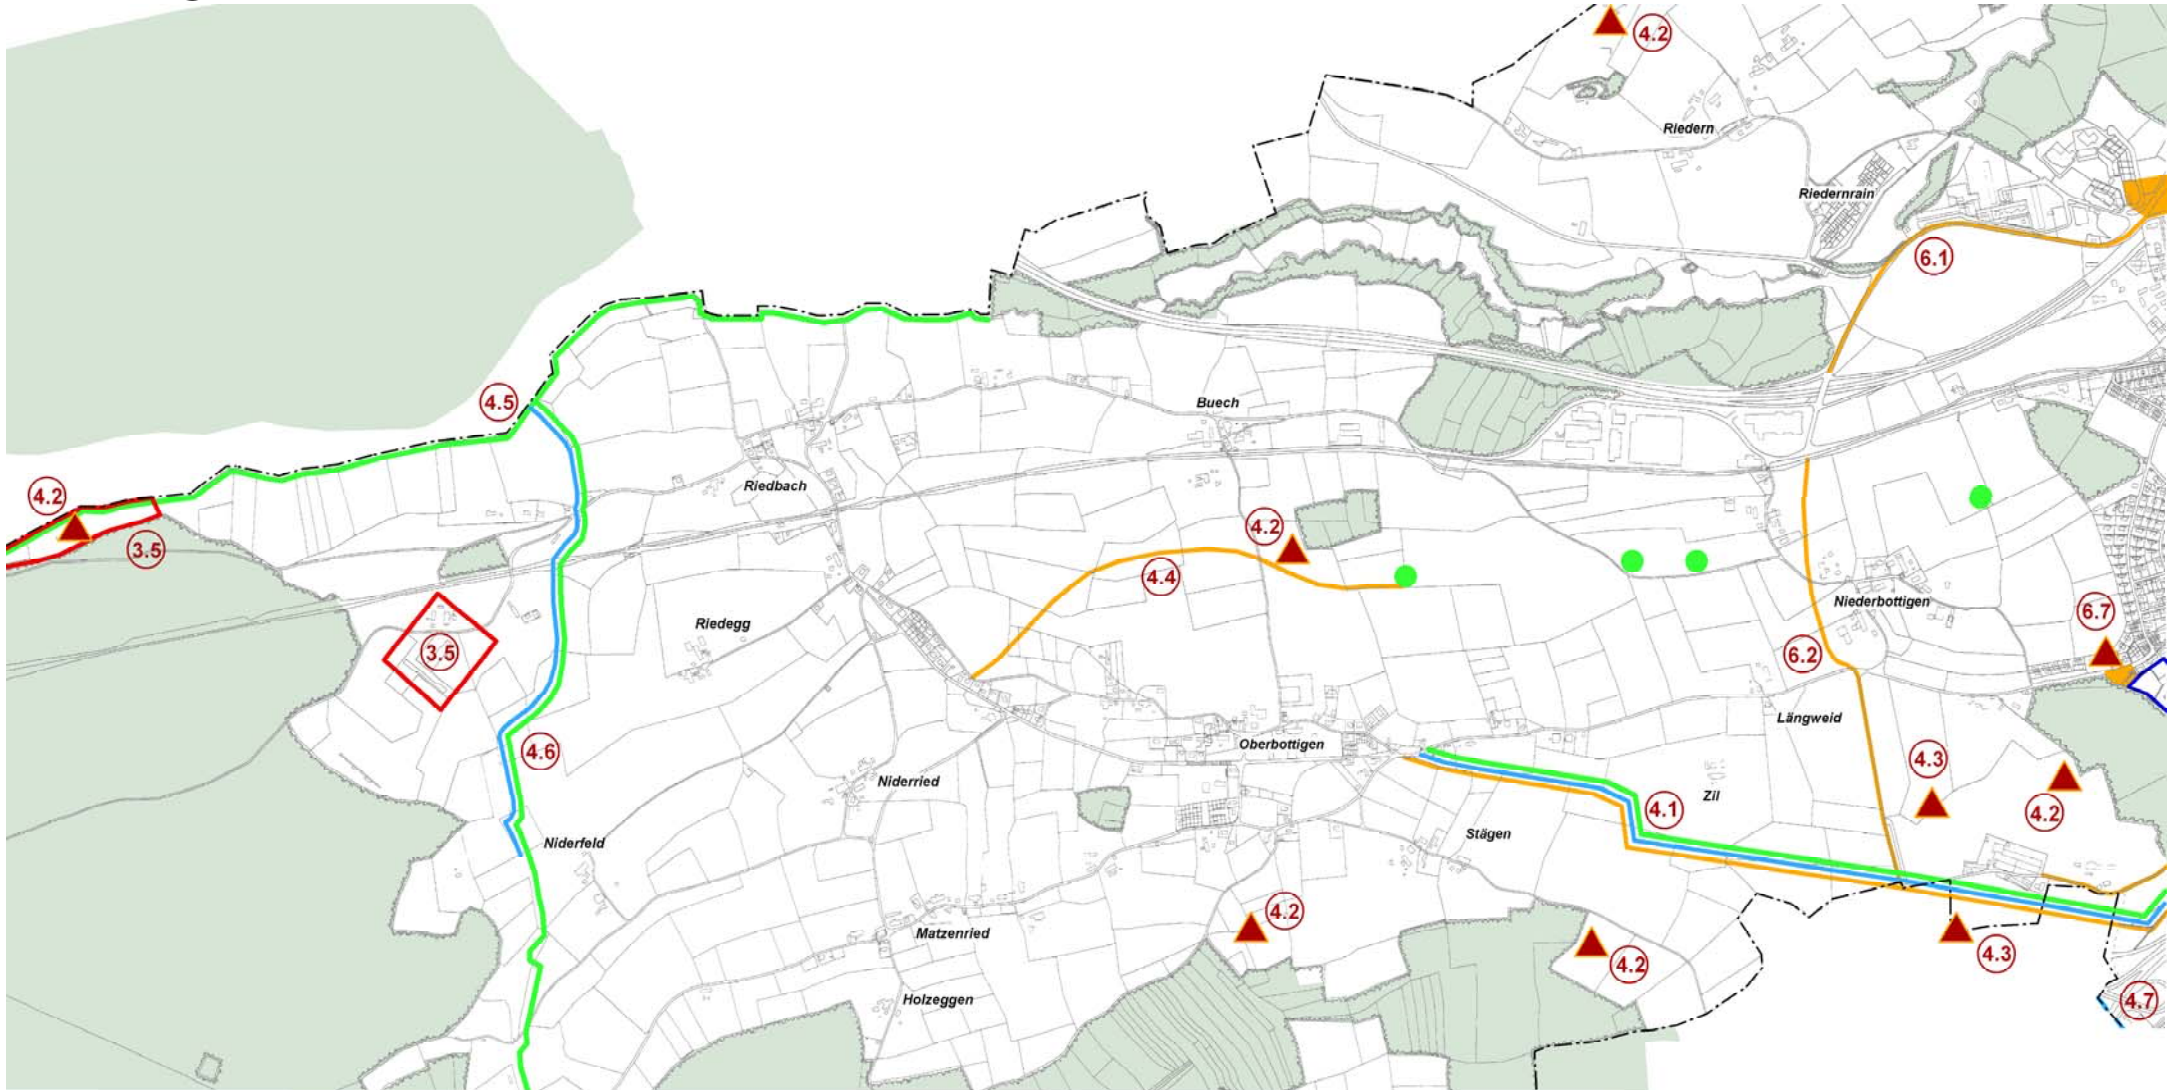 4.2
Riedern
Riedernrain
6.1
4.5
Buech
4.2
Riedbach
4.2
3.5
4.4
Niederbottigen
6.7
Riedegg
3.5
6.2
Längweid
4.6
Oberbottigen
4.3
Niderried
Zil
4.1
4.2
Stägen
Niderfeld
4.2
Matzenried
4.3
4.2
Holzeggen
4.7